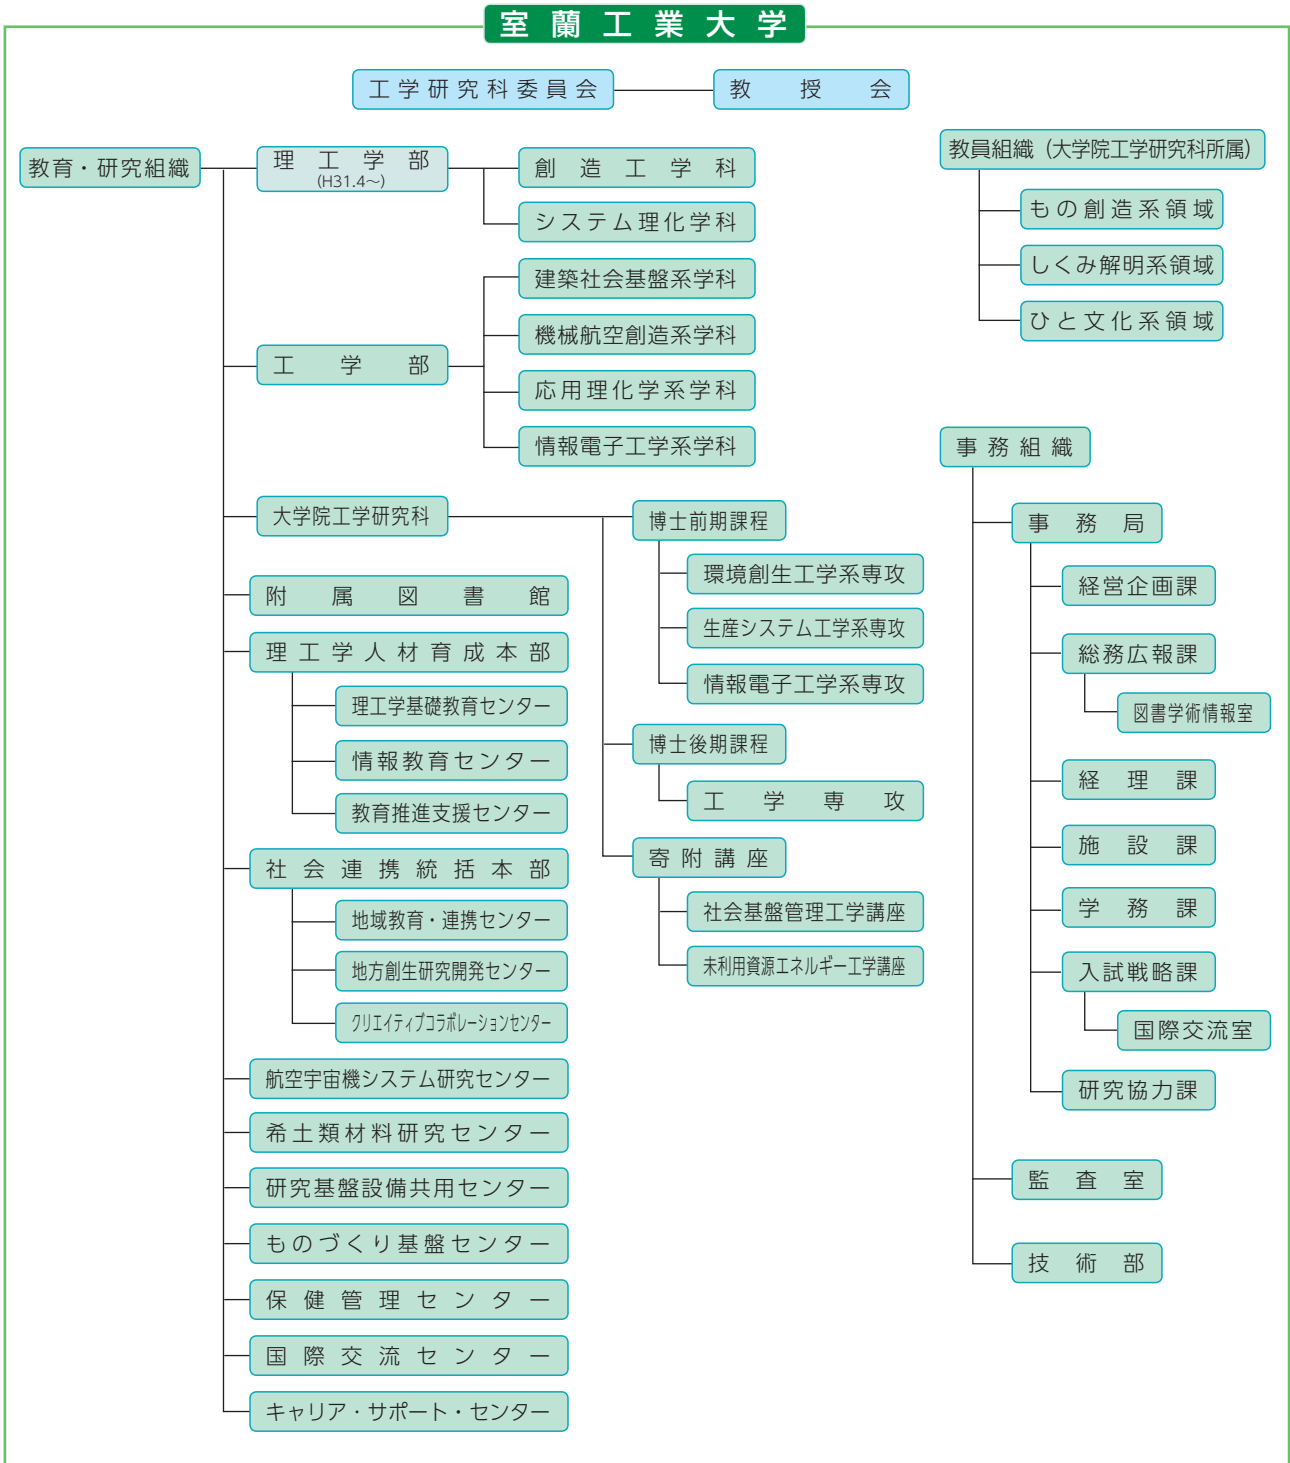 室蘭工業大学
工学研究科委員会
教授会
教育・研究組織
理工学部
(H31.4〜)
創造工学科
システム理化学科
工学部
建築社会基盤系学科
機械航空創造系学科
応用理化学系学科
情報電子工学系学科
大学院工学研究科
博士前期課程
環境創生工学系専攻
生産システム工学系専攻
情報電子工学系専攻
博士後期課程
工学専攻
寄附講座
社会基盤管理工学講座
未利用資源エネルギー工学講座
附属図書館
理工学人材育成本部
理工学基礎教育センター
情報教育センター
教育推進支援センター
社会連携統括本部
地域教育・連携センター
地方創生研究開発センター
クリエイティブコラボレーションセンター
航空宇宙機システム研究センター
希土類材料研究センター
研究基盤設備共用センター
ものづくり基盤センター
保健管理センター
国際交流センター
キャリア・サポート・センター
教員組織（大学院工学研究科所属）
もの創造系領域
しくみ解明系領域
ひと文化系領域
事務組織
事務局
経営企画課
総務広報課
図書学術情報室
経理課
施設課
学務課
入試戦略課
国際交流室
研究協力課
監査室
技術部